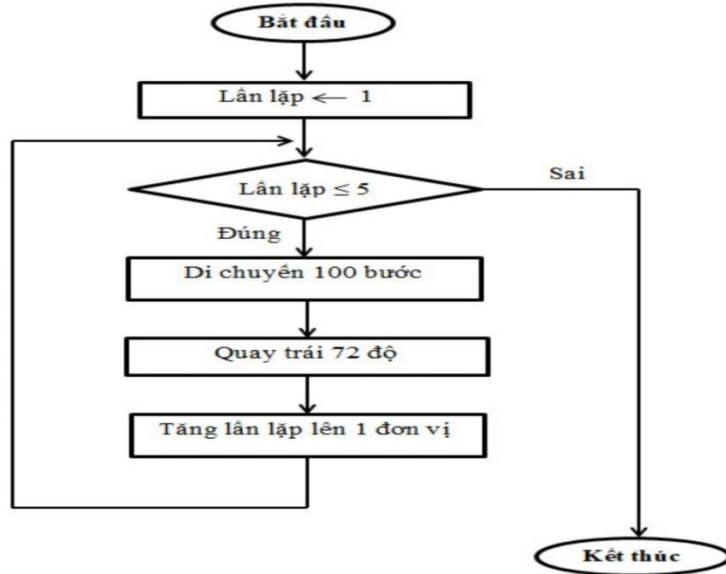 Bắt đầu
Lần lặp ← 1
Lần lặp ≤ 5
Sai
Đúng
Di chuyển 100 bước
Quay trái 72 độ
Tăng lần lặp lên 1 đơn vị
Kết thúc